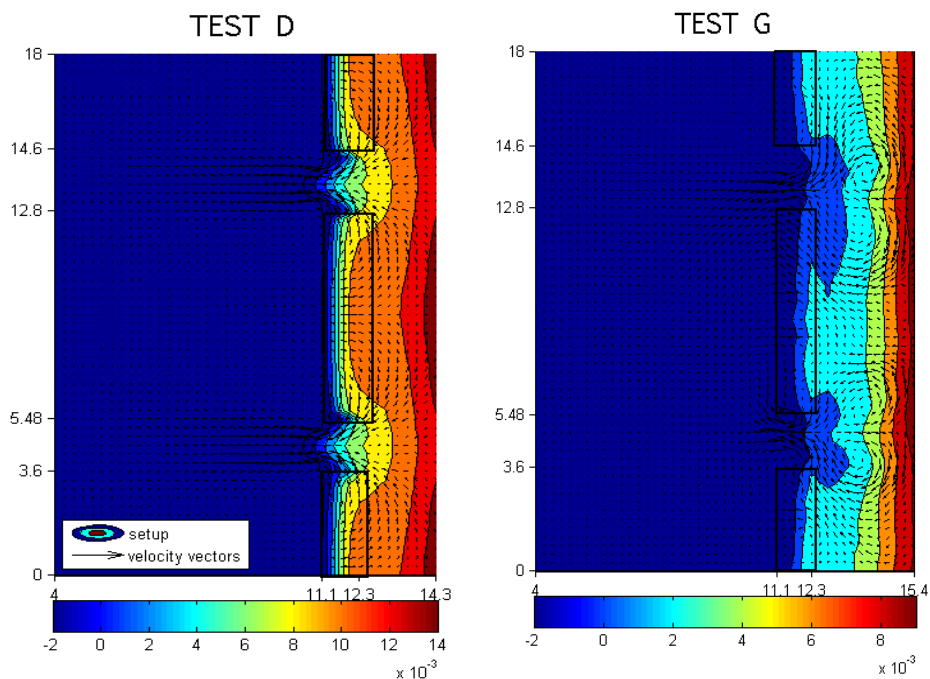 TEST D
18
14.6
12.8
5.48
3.6
0
setup
velocity vectors
4 11.1 12.3 14.3
-2 0 2 4 6 8 10 12 14
x 10⁻³
TEST G
18
14.6
12.8
5.48
3.6
0
4 11.1 12.3 15.4
-2 0 2 4 6 8
x 10⁻³